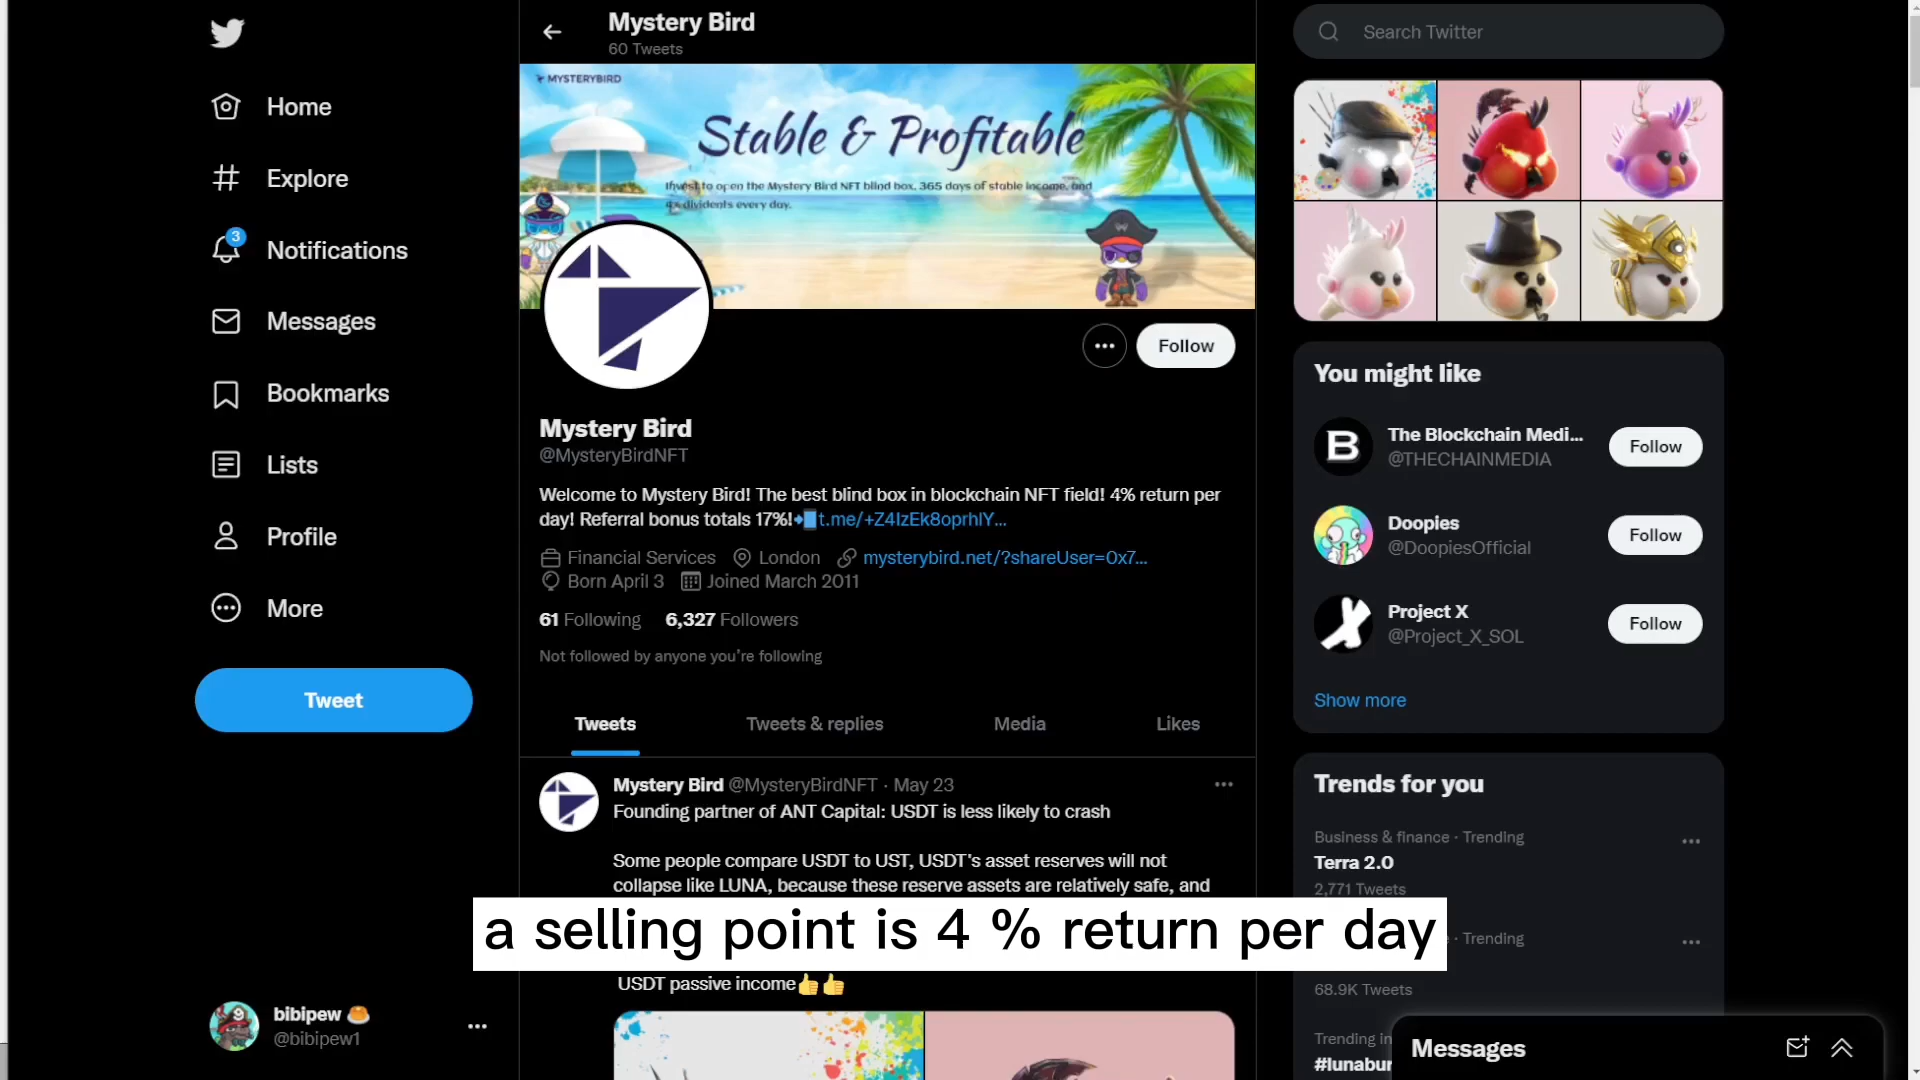 Mystery Bird
60 Tweets
Search Twitter
MYSTERYBIRD
Stable & Profitable
Invest to open the Mystery Bird NFT blind box, 365 days of stable income, and
4% dividents every day.
Home
Explore
3
Notifications
Messages
Bookmarks
Lists
Profile
More
Tweet
Follow
Mystery Bird
@MysteryBirdNFT
Welcome to Mystery Bird! The best blind box in blockchain NFT field! 4% return per
day! Referral bonus totals 17%! t.me/+Z4IzEk8oprhlY...
Financial Services London mysterybird.net/?shareUser=0x7...
Born April 3 Joined March 2011
61 Following 6,327 Followers
Not followed by anyone you're following
Tweets Tweets & replies Media Likes
Mystery Bird @MysteryBirdNFT · May 23
Founding partner of ANT Capital: USDT is less likely to crash
Some people compare USDT to UST, USDT's asset reserves will not
collapse like LUNA, because these reserve assets are relatively safe, and
a selling point is 4 % return per day
USDT passive income👍👍
You might like
The Blockchain Medi...
@THECHAINMEDIA
Follow
Doopies
@DoopiesOfficial
Follow
Project X
@Project_X_SOL
Follow
Show more
Trends for you
Business & finance · Trending
Terra 2.0
2,771 Tweets
· Trending
68.9K Tweets
Trending in
#lunabur
Messages
bibipew 🍮
@bibipew1